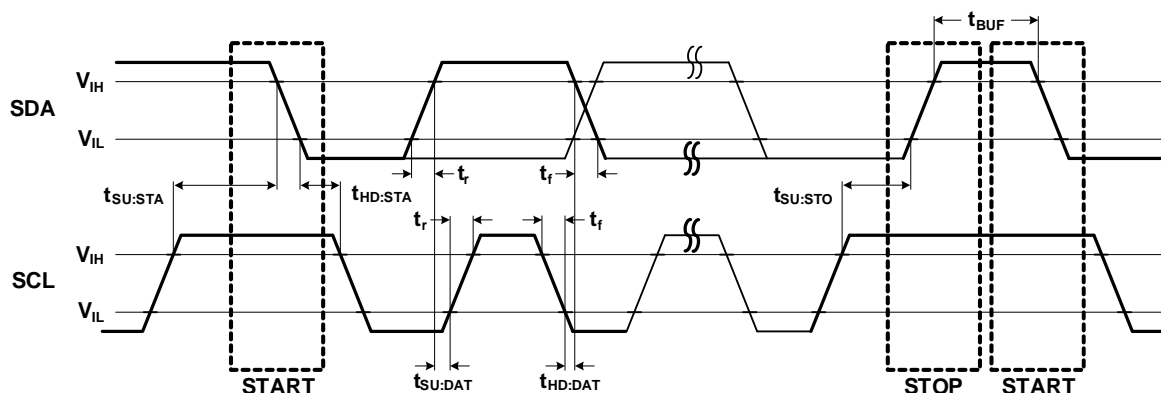 tBUF
VIH
SDA
VIL
tSU:STA
tHD:STA
tr
tf
tSU:STO
tr
tf
VIH
SCL
VIL
tSU:DAT
tHD:DAT
START
STOP
START